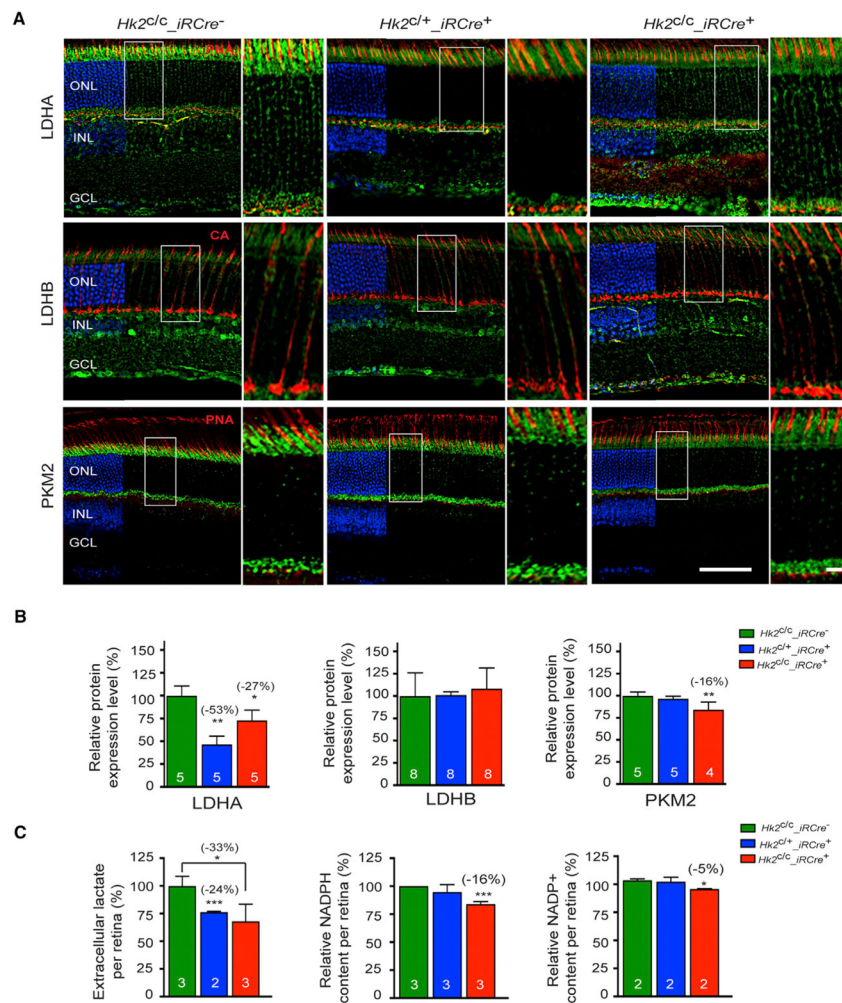 A
Hk2c/c_iRCre-
Hk2c/+_iRCre+
Hk2c/c_iRCre+
LDHA
ONL
INL
GCL
LDHB
CA
ONL
INL
GCL
PKM2
PNA
ONL
INL
GCL
B
Relative protein
expression level (%)
150
125
100
75
50
25
0
(-53%)
**
(-27%)
*
5
5
5
LDHA
Relative protein
expression level (%)
150
125
100
75
50
25
0
8
8
8
LDHB
Relative protein
expression level (%)
150
125
100
75
50
25
0
(-16%)
**
5
5
4
PKM2
Hk2c/c_iRCre-
Hk2c/+_iRCre+
Hk2c/c_iRCre+
C
Extracellular lactate
per retina (%)
125
100
75
50
25
0
(-33%)
*
(-24%)
***
3
2
3
Relative NADPH
content per retina (%)
125
100
75
50
25
0
(-16%)
***
3
3
3
Relative NADP+
content per retina (%)
125
100
75
50
25
0
(-5%)
*
2
2
2
Hk2c/c_iRCre-
Hk2c/+_iRCre+
Hk2c/c_iRCre+